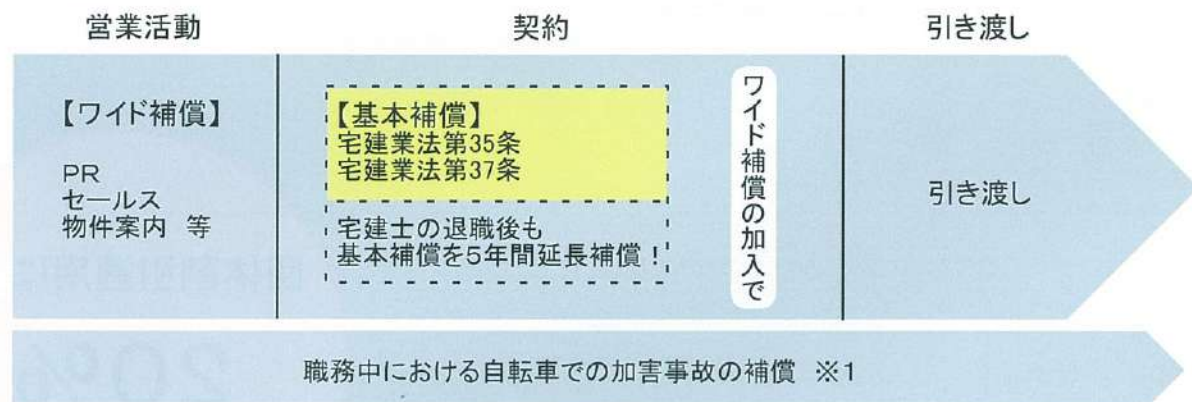 営業活動
契約
引き渡し
【ワイド補償】
PR
セールス
物件案内 等
【基本補償】
宅建業法第35条
宅建業法第37条
宅建士の退職後も
基本補償を5年間延長補償！
ワイド補償の加入で
引き渡し
職務中における自転車での加害事故の補償 ※1